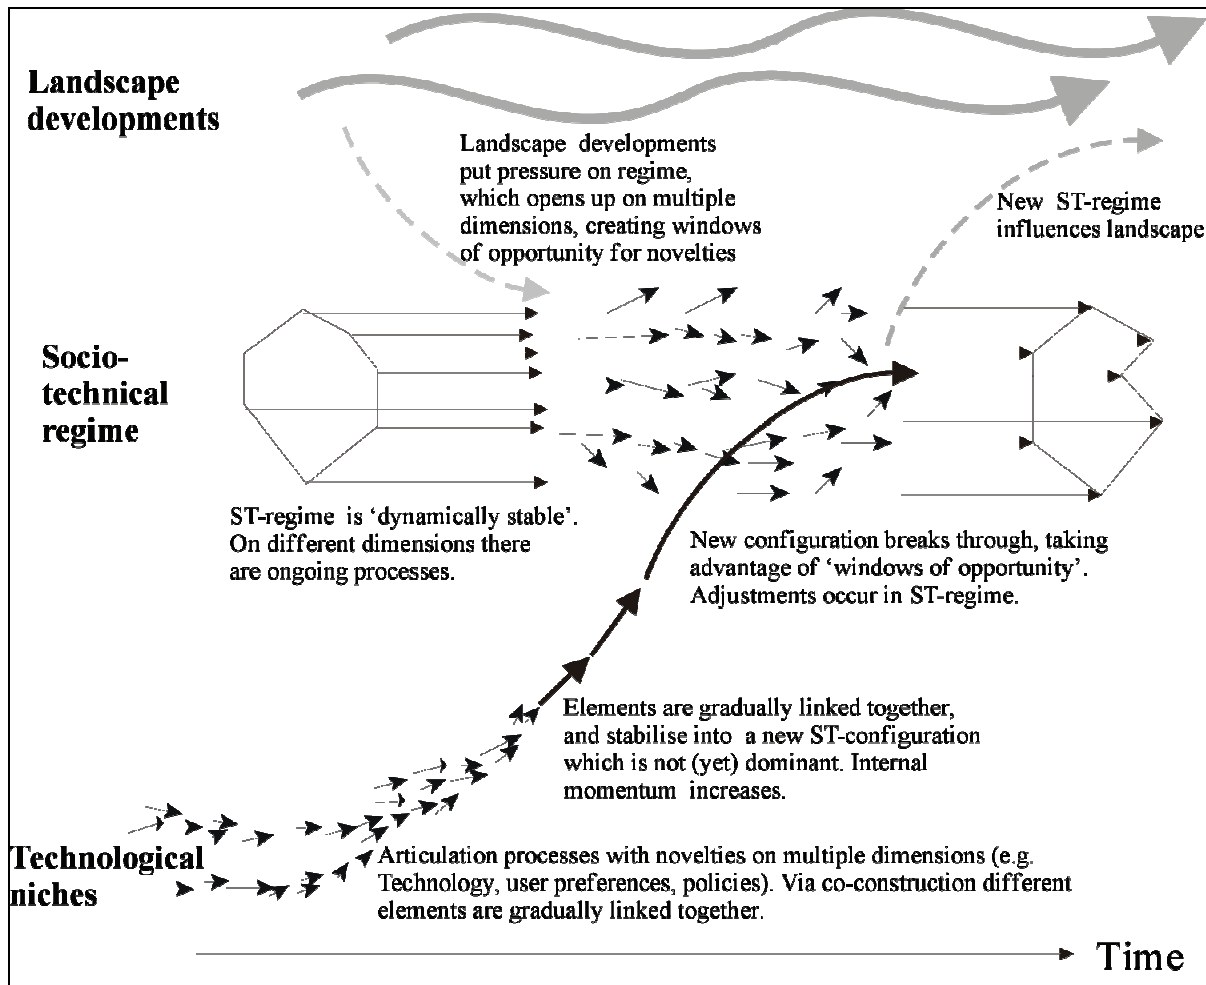 Landscape
developments
Landscape developments
put pressure on regime,
which opens up on multiple
dimensions, creating windows
of opportunity for novelties
New ST-regime
influences landscape
Socio-
technical
regime
ST-regime is ‘dynamically stable’.
On different dimensions there
are ongoing processes.
New configuration breaks through, taking
advantage of ‘windows of opportunity’.
Adjustments occur in ST-regime.
Elements are gradually linked together,
and stabilise into a new ST-configuration
which is not (yet) dominant. Internal
momentum increases.
Technological
niches
Articulation processes with novelties on multiple dimensions (e.g.
Technology, user preferences, policies). Via co-construction different
elements are gradually linked together.
Time